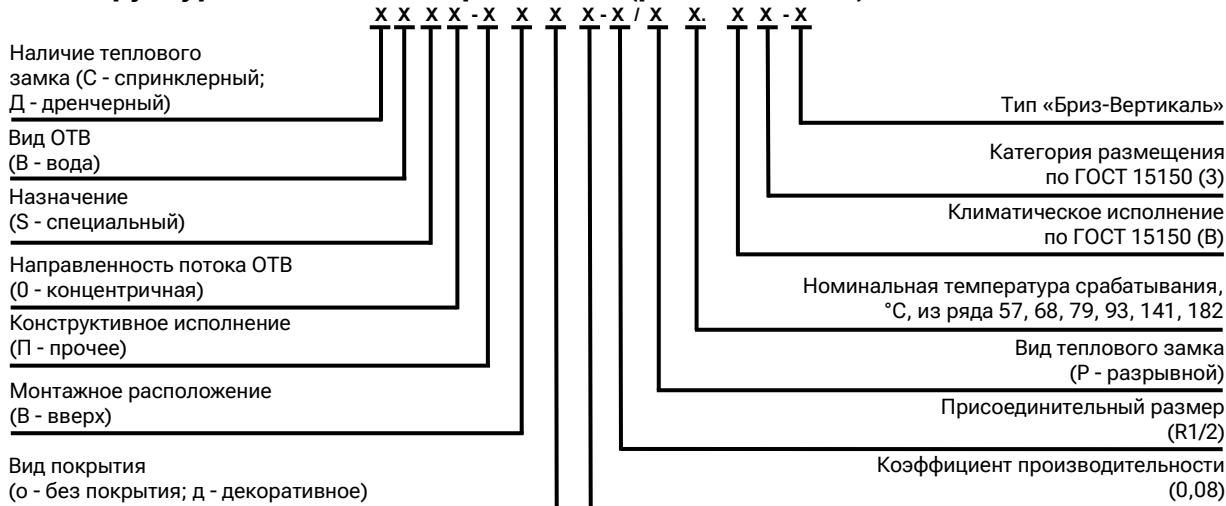 X X X X - X X X X - X / X X. X X - X
Наличие теплового
замка (С - спринклерный;
Д - дренчерный)
Вид ОТВ
(В - вода)
Назначение
(S - специальный)
Направленность потока ОТВ
(0 - концентричная)
Конструктивное исполнение
(П - прочее)
Монтажное расположение
(В - вверх)
Вид покрытия
(о - без покрытия; д - декоративное)
Тип «Бриз-Вертикаль»
Категория размещения
по ГОСТ 15150 (3)
Климатическое исполнение
по ГОСТ 15150 (В)
Номинальная температура срабатывания,
°С, из ряда 57, 68, 79, 93, 141, 182
Вид теплового замка
(Р - разрывной)
Присоединительный размер
(R1/2)
Коэффициент производительности
(0,08)